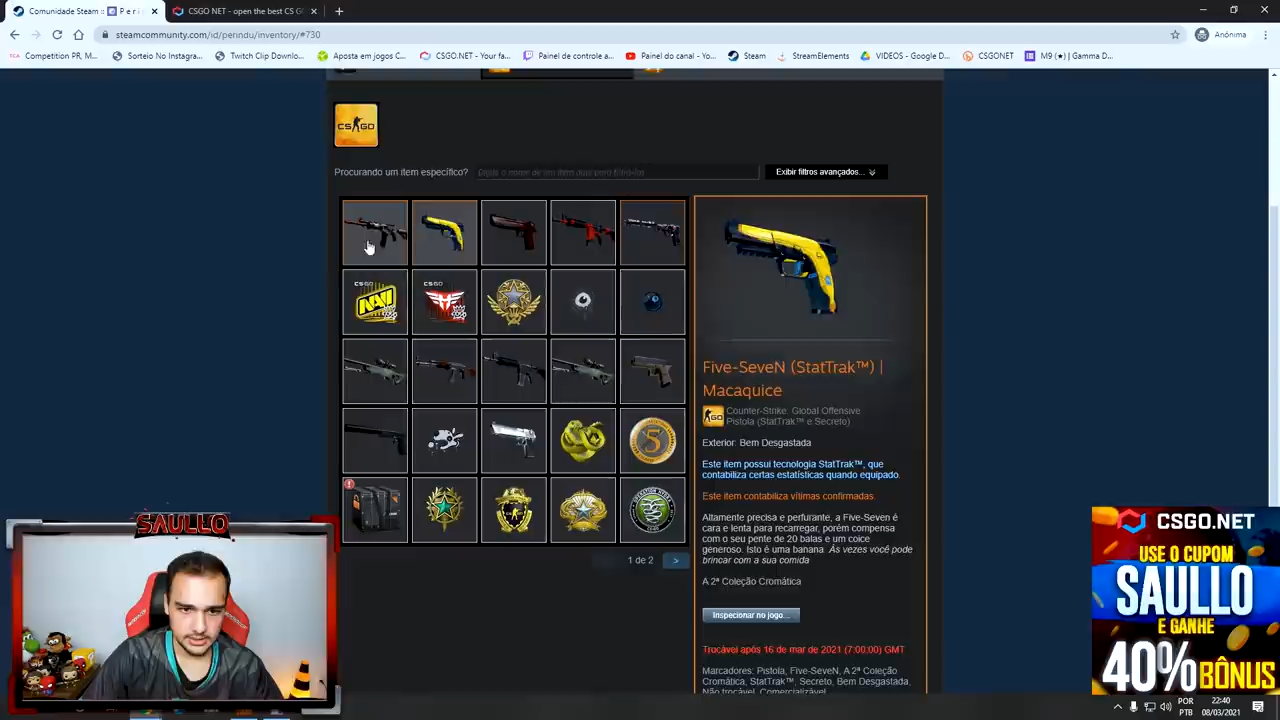 Comunidade Steam :: P e r i
CSGO NET - open the best CS G
steamcommunity.com/id/perindu/inventory/#730
Anônima
Competition PR, M...
Sorteio No Instagra...
Twitch Clip Downlo...
Aposta em jogos C...
CSGO.NET - Your fa...
Painel de controle a...
Painel do canal - Yo...
Steam
StreamElements
VIDEOS - Google D...
CSGONET
M9 (★) | Gamma D...
CS GO
Procurando um item específico?
Exibir filtros avançados...
CS:GO
NAVI
CS:GO
5
1 de 2
>
Five-SeveN (StatTrak™) |
Macaquice
Counter-Strike: Global Offensive
Pistola (StatTrak™ e Secreto)
Exterior: Bem Desgastada
Este item possui tecnologia StatTrak™, que
contabiliza certas estatísticas quando equipado.
Este item contabiliza vítimas confirmadas.
Altamente precisa e perfurante, a Five-Seven é
cara e lenta para recarregar, porém compensa
com o seu pente de 20 balas e um coice
generoso. Isto é uma banana. Às vezes você pode
brincar com a sua comida
A 2ª Coleção Cromática
Inspecionar no jogo...
Trocável após 16 de mar de 2021 (7:00:00) GMT
Marcadores: Pistola, Five-SeveN, A 2ª Coleção
Cromática, StatTrak™, Secreto, Bem Desgastada,
Não trocável, Comercializável
SAULLO
CSGO.NET
USE O CUPOM
SAULLO
E GANHE
40% BÔNUS
POR
PTB
22:40
08/03/2021